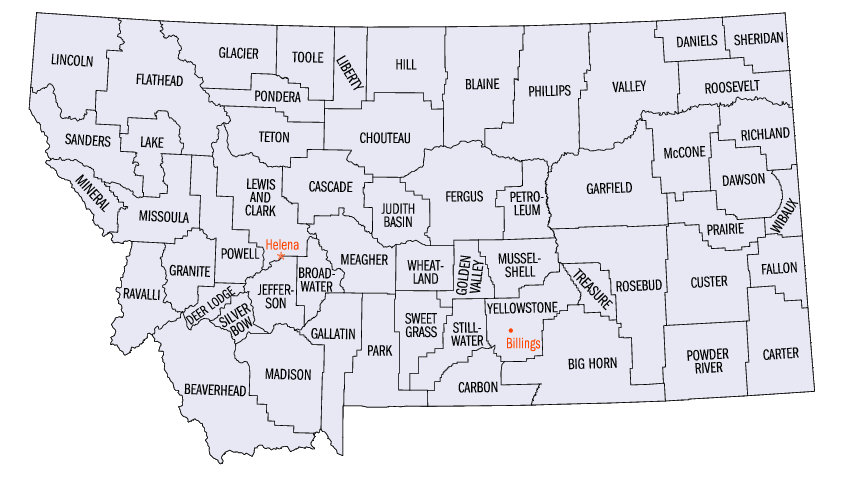 LINCOLN
FLATHEAD
GLACIER
TOOLE
LIBERTY
HILL
BLAINE
PHILLIPS
VALLEY
DANIELS
SHERIDAN
ROOSEVELT
PONDERA
SANDERS
LAKE
TETON
CHOUTEAU
McCONE
RICHLAND
MINERAL
MISSOULA
LEWIS
AND
CLARK
CASCADE
JUDITH
BASIN
FERGUS
PETRO-
LEUM
GARFIELD
DAWSON
WIBAUX
PRAIRIE
Helena
POWELL
GRANITE
RAVALLI
DEER LODGE
SILVER
BOW
JEFFER-
SON
BROAD-
WATER
MEAGHER
WHEAT-
LAND
GOLDEN
VALLEY
MUSSEL-
SHELL
TREASURE
ROSEBUD
CUSTER
FALLON
YELLOWSTONE
Billings
SWEET
GRASS
STILL-
WATER
GALLATIN
PARK
BEAVERHEAD
MADISON
CARBON
BIG HORN
POWDER
RIVER
CARTER